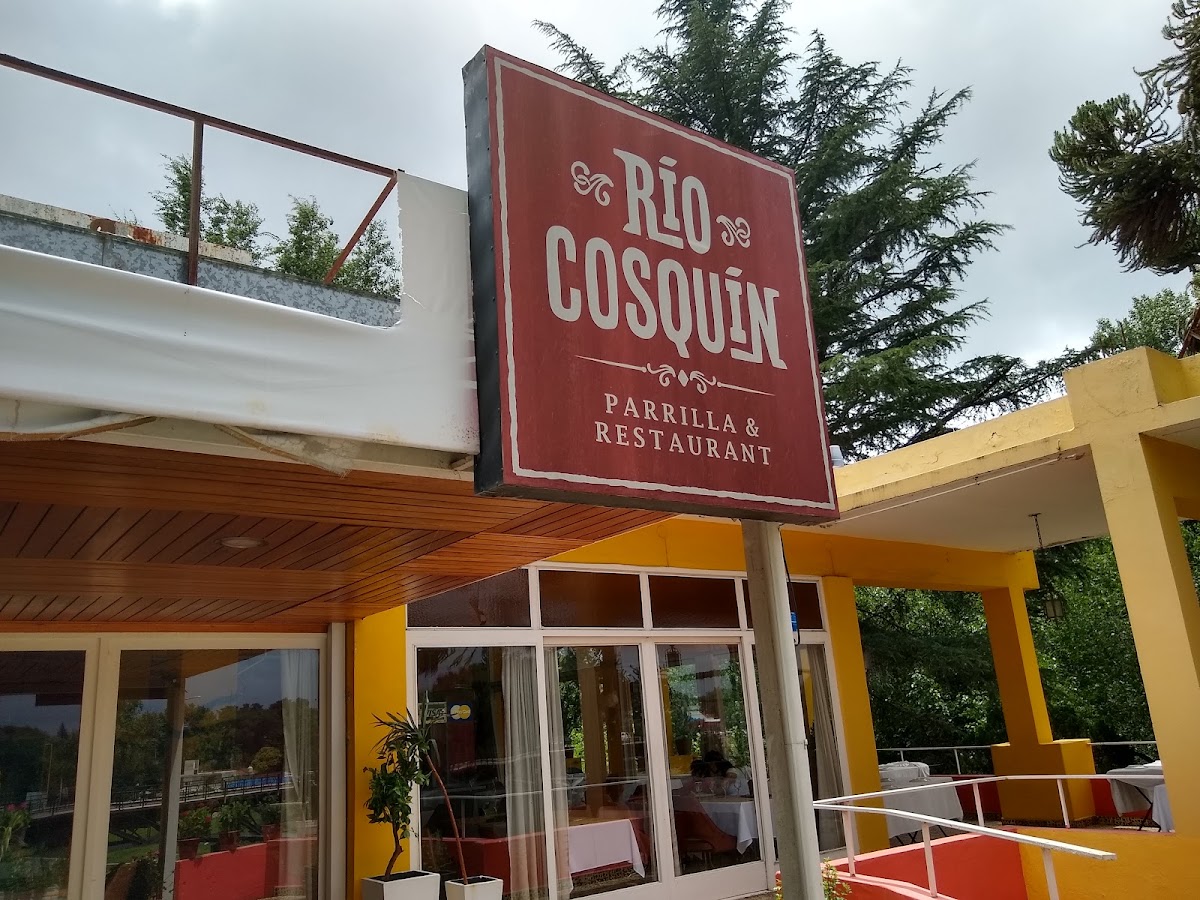 RÍO
COSQUÍN
PARRILLA &
RESTAURANT